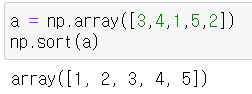 a = np.array([3,4,1,5,2])
np.sort(a)
array([1, 2, 3, 4, 5])